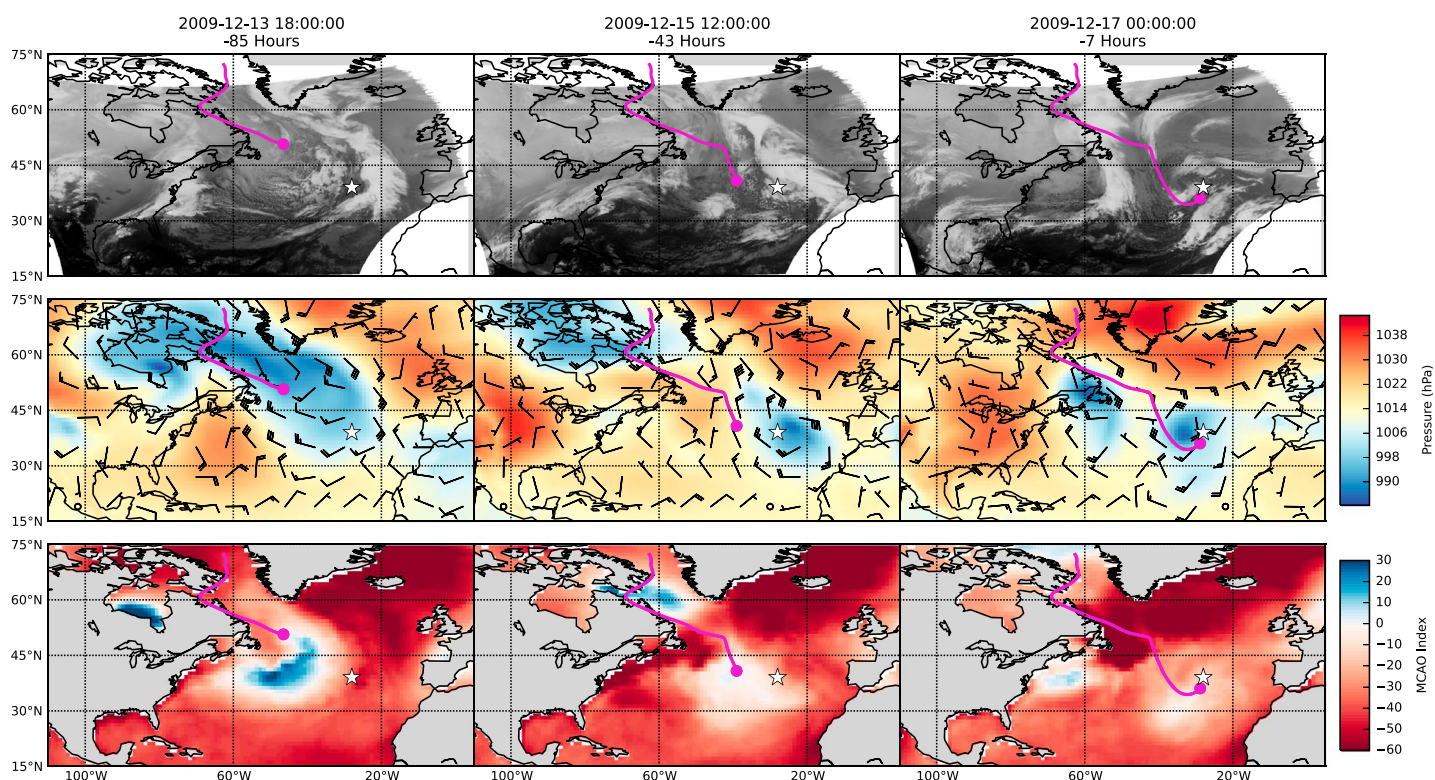 2009-12-13 18:00:00
-85 Hours
2009-12-15 12:00:00
-43 Hours
2009-12-17 00:00:00
-7 Hours
75°N
60°N
45°N
30°N
15°N
75°N
60°N
45°N
30°N
15°N
1038
1030
1022
1014
1006
998
990
Pressure (hPa)
75°N
60°N
45°N
30°N
15°N
30
20
10
0
−10
−20
−30
−40
−50
−60
MCAO Index
100°W 60°W 20°W 100°W 60°W 20°W 100°W 60°W 20°W